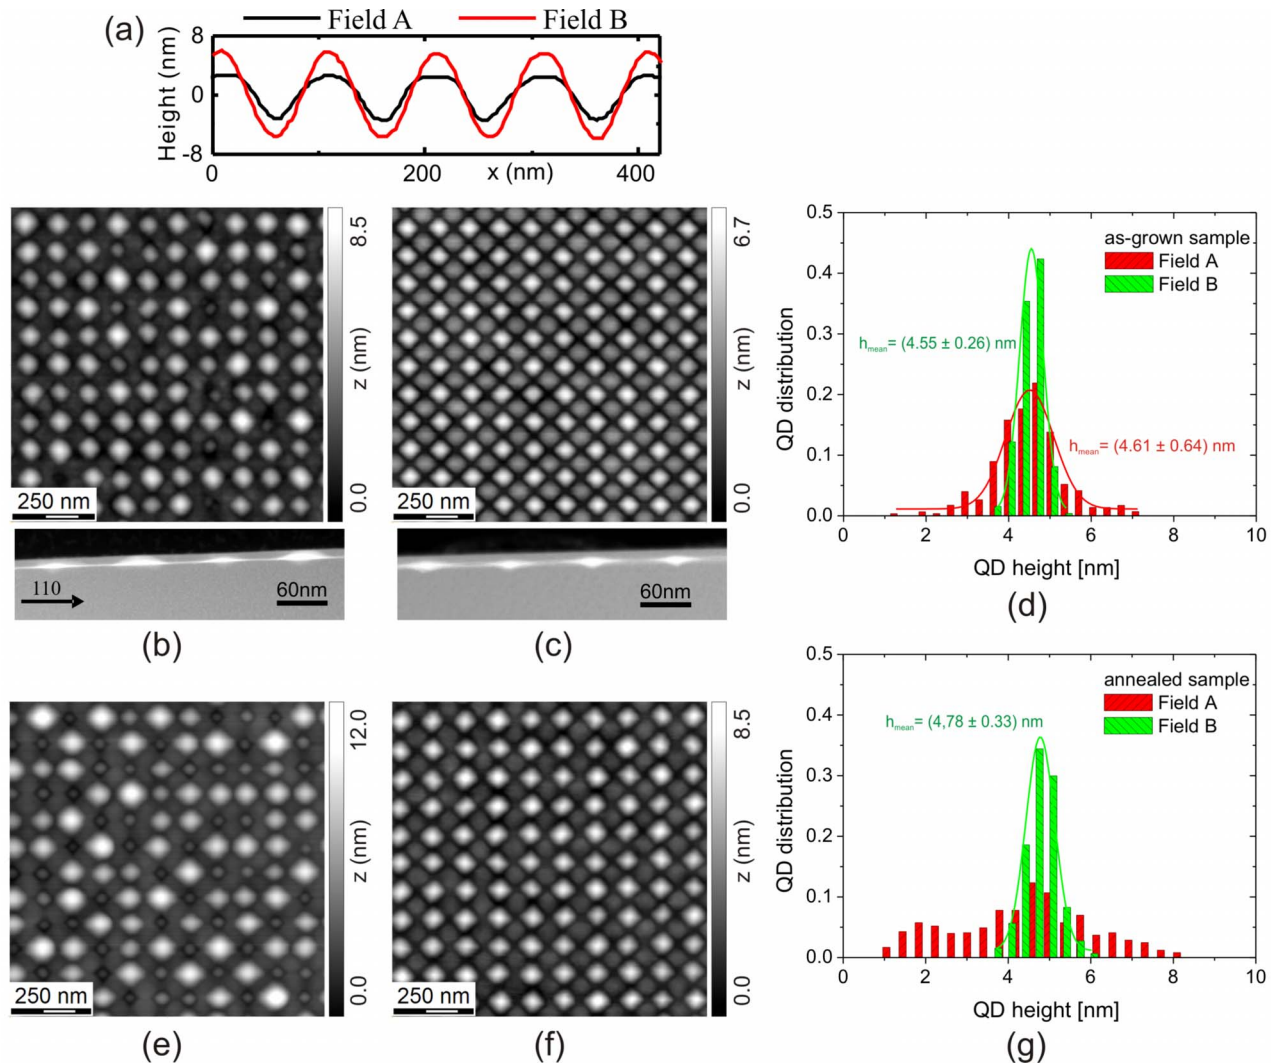 (a)
Field A
Field B
Height (nm)
8
0
-8
0
200
400
x (nm)
8.5
z (nm)
0.0
250 nm
110
60nm
(b)
6.7
z (nm)
0.0
250 nm
60nm
(c)
QD distribution
0.5
0.4
0.3
0.2
0.1
0.0
as-grown sample
Field A
Field B
hmean= (4.55 ± 0.26) nm
hmean= (4.61 ± 0.64) nm
0
2
4
6
8
10
QD height [nm]
(d)
12.0
z (nm)
0.0
250 nm
(e)
8.5
z (nm)
0.0
250 nm
(f)
QD distribution
0.5
0.4
0.3
0.2
0.1
0.0
annealed sample
Field A
Field B
hmean= (4,78 ± 0.33) nm
0
2
4
6
8
10
QD height [nm]
(g)